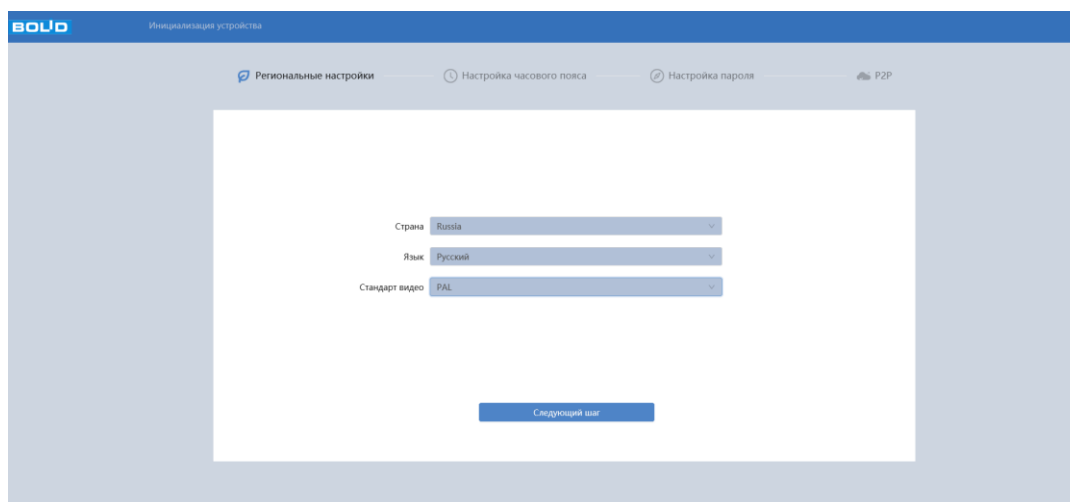 BOLID
Инициализация устройства
Региональные настройки
Настройка часового пояса
Настройка пароля
P2P
Страна Russia
Язык Русский
Стандарт видео PAL
Следующий шаг